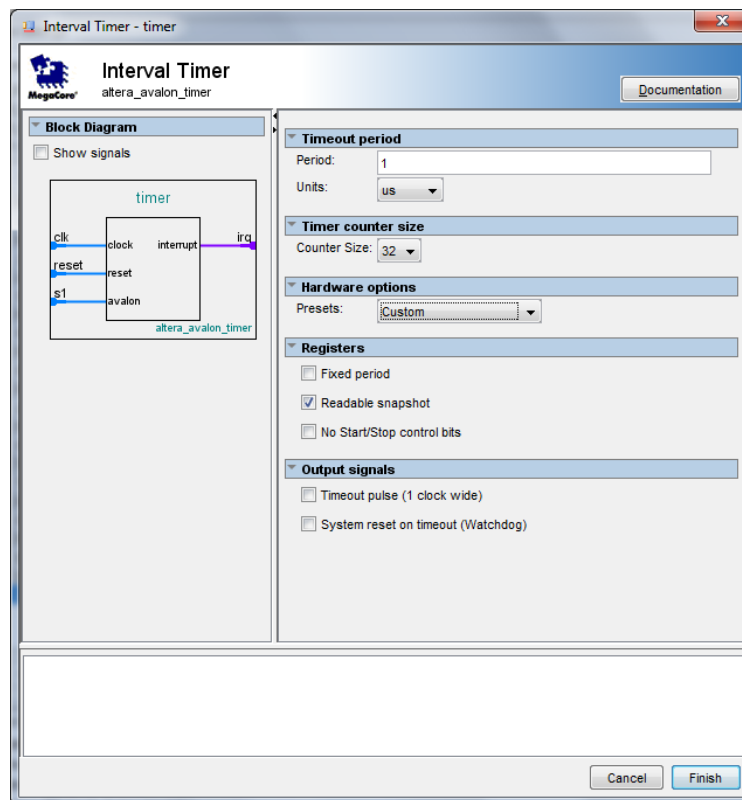 Interval Timer - timer
Interval Timer
altera_avalon_timer
MegaCore®
Documentation
Block Diagram
Show signals
timer
clk
clock
interrupt
irq
reset
reset
s1
avalon
altera_avalon_timer
Timeout period
Period: 1
Units: us
Timer counter size
Counter Size: 32
Hardware options
Presets: Custom
Registers
Fixed period
Readable snapshot
No Start/Stop control bits
Output signals
Timeout pulse (1 clock wide)
System reset on timeout (Watchdog)
Cancel
Finish